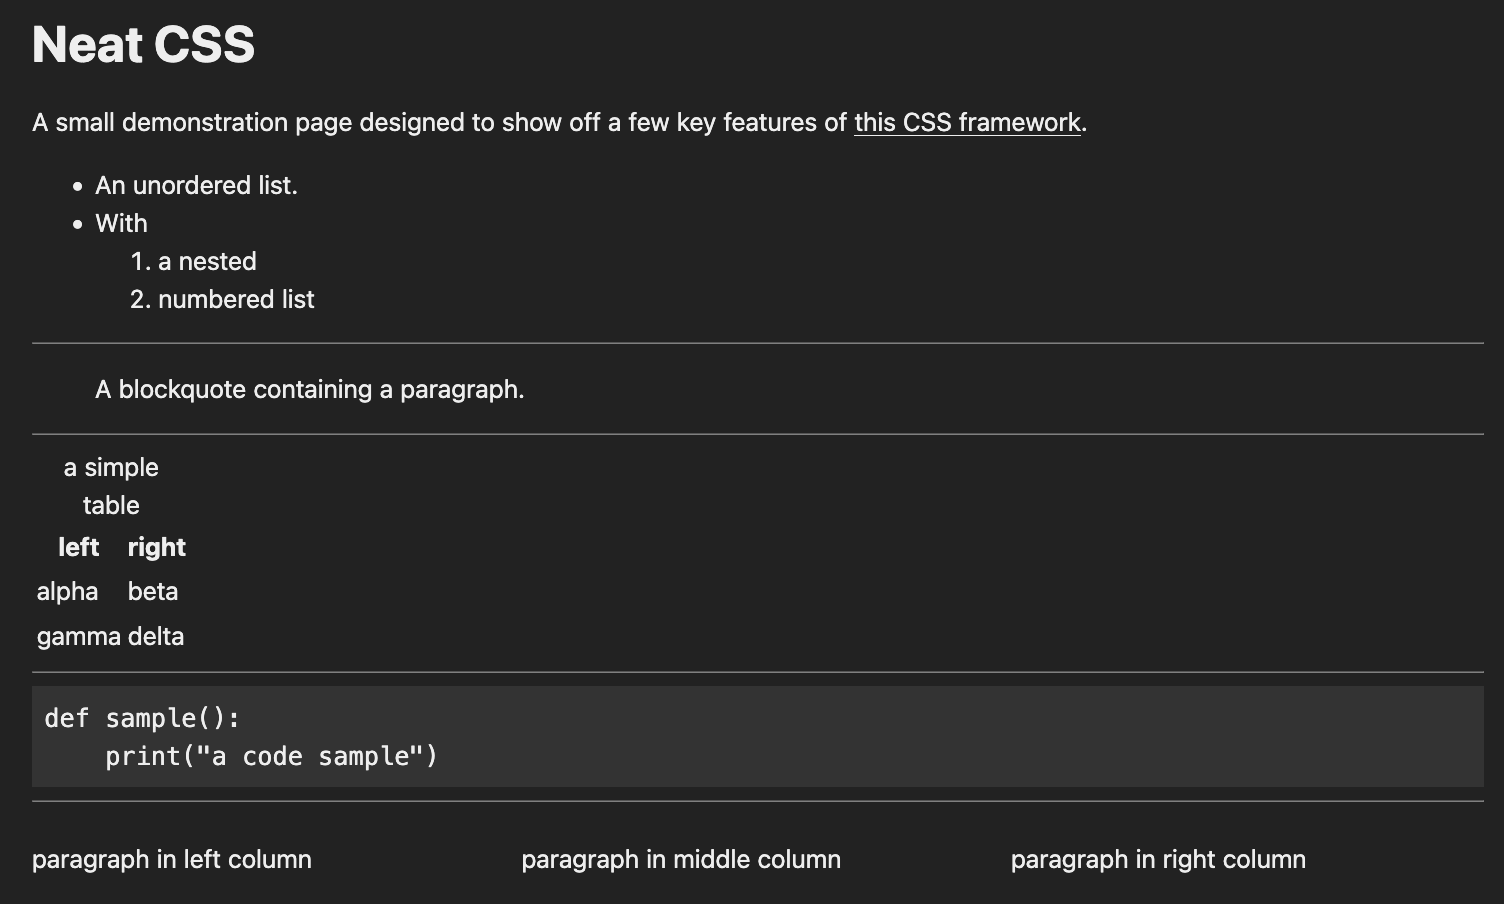 Neat CSS
A small demonstration page designed to show off a few key features of this CSS framework.
• An unordered list.
• With
1. a nested
2. numbered list
A blockquote containing a paragraph.
a simple
table
left right
alpha beta
gamma delta
def sample():
    print("a code sample")
paragraph in left column paragraph in middle column paragraph in right column